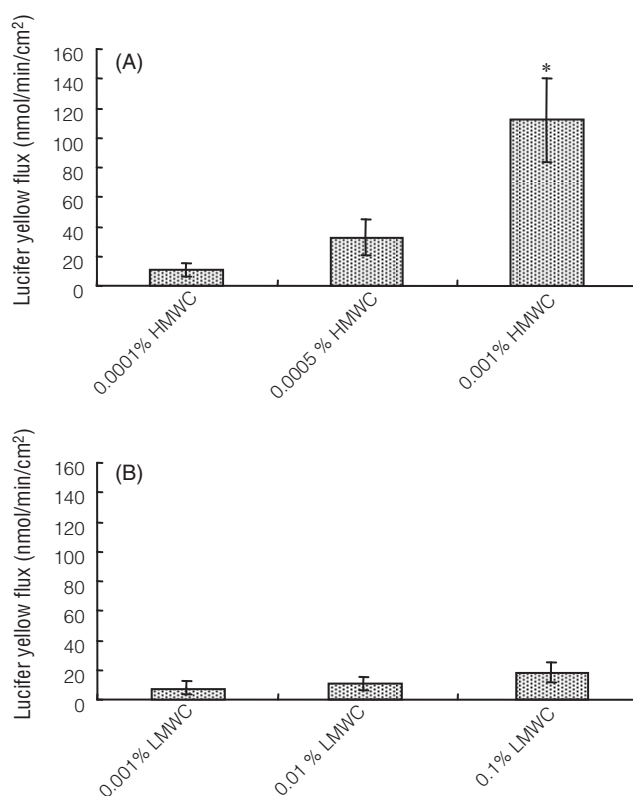 (A)
Lucifer yellow flux (nmol/min/cm²)
160
140
120
100
80
60
40
20
0
*
0.0001% HMWC
0.0005 % HMWC
0.001% HMWC
(B)
Lucifer yellow flux (nmol/min/cm²)
160
140
120
100
80
60
40
20
0
0.001% LMWC
0.01 % LMWC
0.1% LMWC